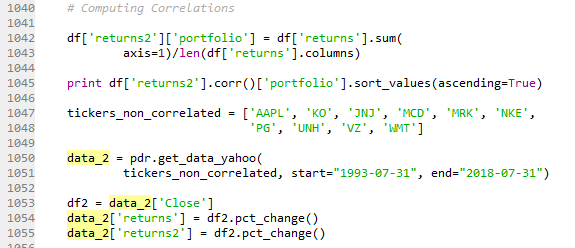 1040 # Computing Correlations
1041
1042 df['returns2']['portfolio'] = df['returns'].sum(
1043 axis=1)/len(df['returns'].columns)
1044
1045 print df['returns2'].corr()['portfolio'].sort_values(ascending=True)
1046
1047 tickers_non_correlated = ['AAPL', 'KO', 'JNJ', 'MCD', 'MRK', 'NKE',
1048 'PG', 'UNH', 'VZ', 'WMT']
1049
1050 data_2 = pdr.get_data_yahoo(
1051 tickers_non_correlated, start="1993-07-31", end="2018-07-31")
1052
1053 df2 = data_2['Close']
1054 data_2['returns'] = df2.pct_change()
1055 data_2['returns2'] = df2.pct_change()